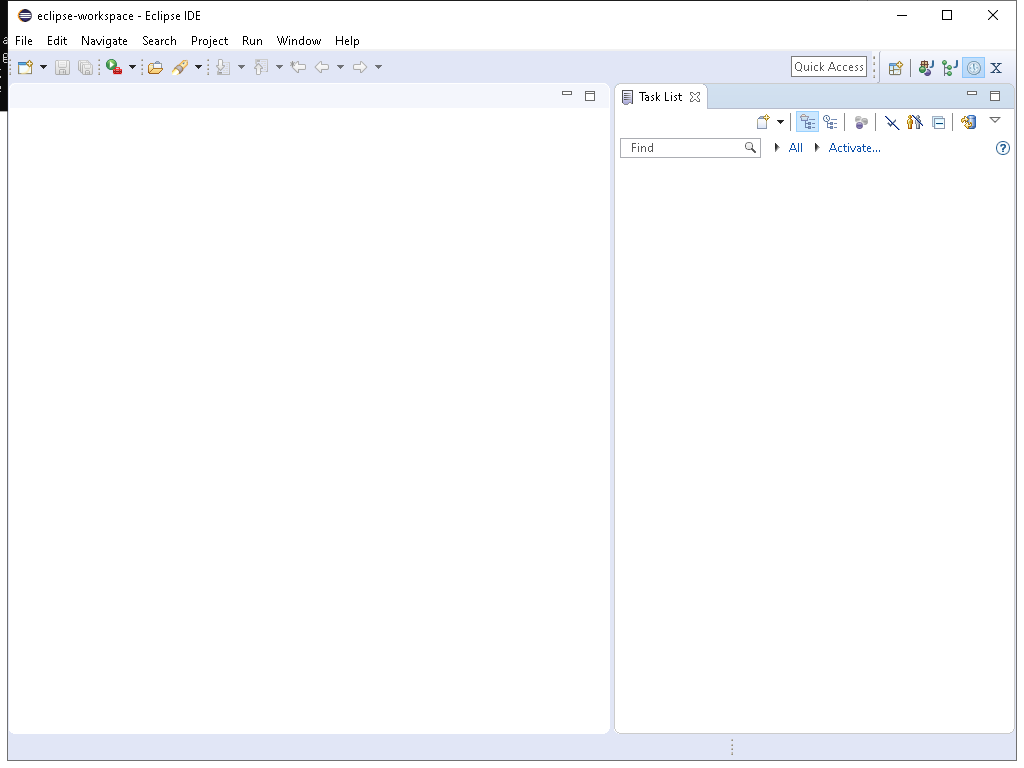 eclipse-workspace - Eclipse IDE
File Edit Navigate Search Project Run Window Help
Quick Access
Task List
Find All Activate...